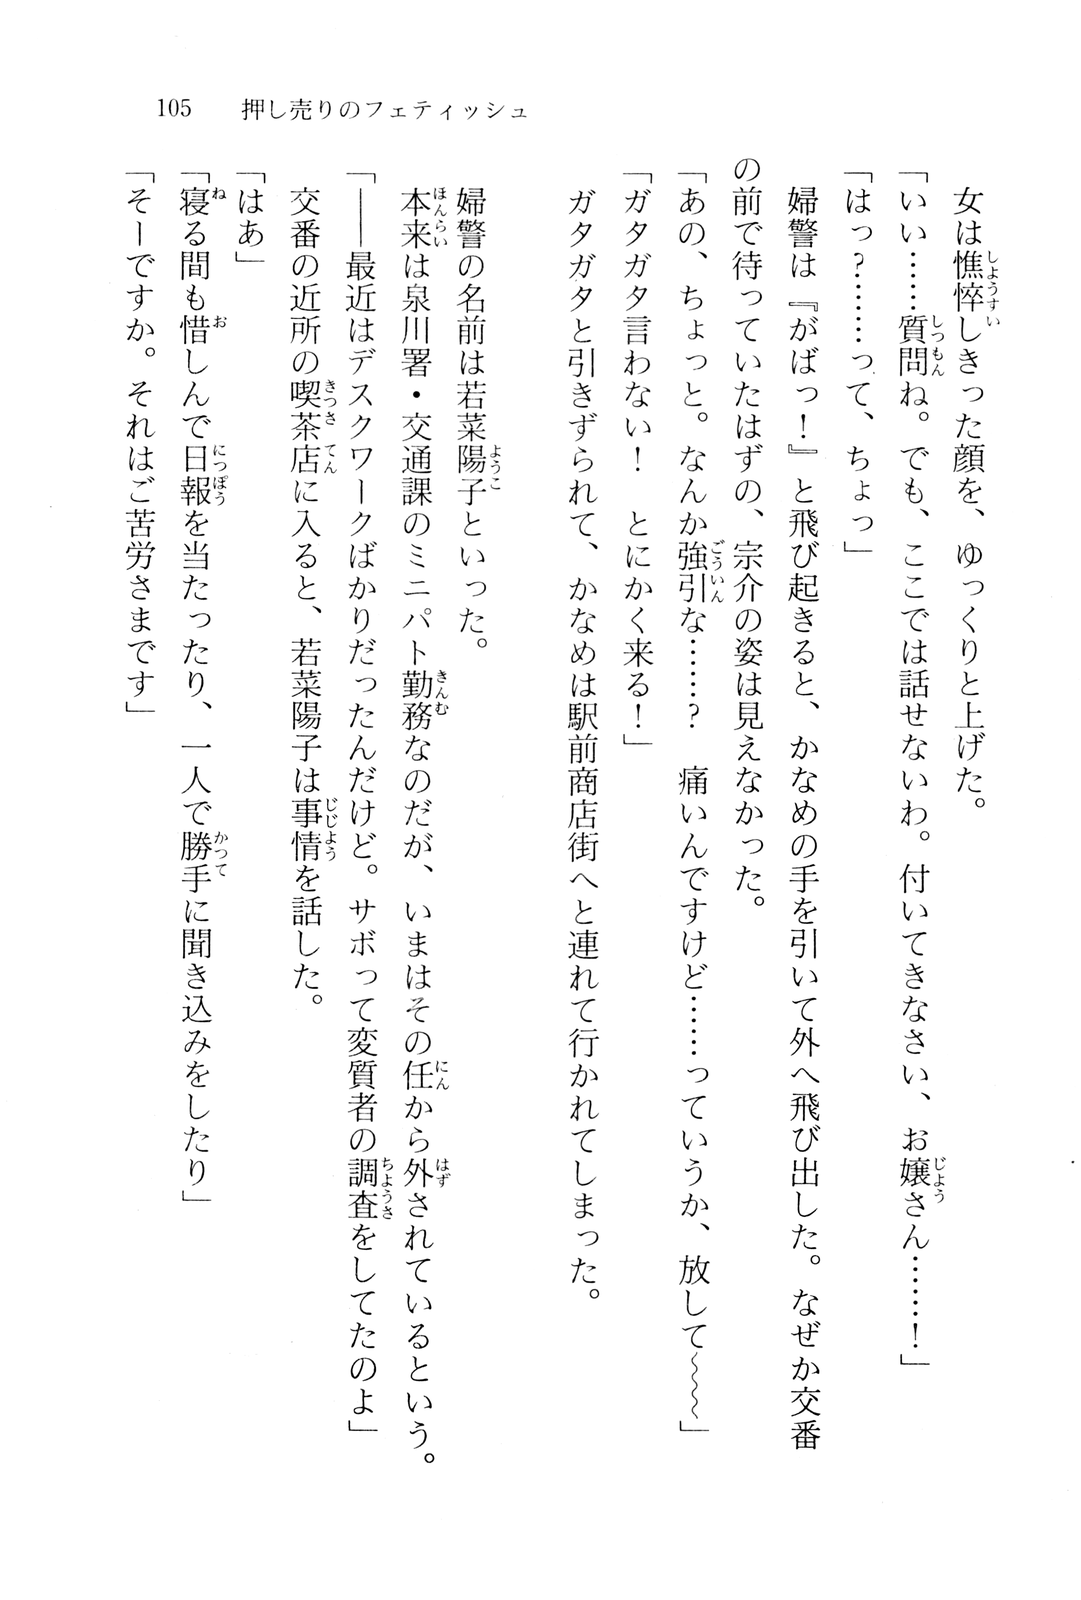 105 押し売りのフェティッシュ
女は憔悴しきった顔を、ゆっくりと上げた。
「いい……質問ね。でも、ここでは話せないわ。付いてきなさい、お嬢さん……！」
「はっ？………って、ちょっ」
婦警は『がばっ！』と飛び起きると、かなめの手を引いて外へ飛び出した。なぜか交番
の前で待っていたはずの、宗介の姿は見えなかった。
「あの、ちょっと。なんか強引な……？　痛いんですけど……っていうか、放して〜〜〜」
「ガタガタ言わない！　とにかく来る！」
ガタガタと引きずられて、かなめは駅前商店街へと連れて行かれてしまった。
婦警の名前は若菜陽子といった。
本来は泉川署・交通課のミニパト勤務なのだが、いまはその任から外されているという。
「――最近はデスクワークばかりだったんだけど。サボって変質者の調査をしてたのよ」
交番の近所の喫茶店に入ると、若菜陽子は事情を話した。
「はあ」
「寝る間も惜しんで日報を当たったり、一人で勝手に聞き込みをしたり」
「そーですか。それはご苦労さまです」